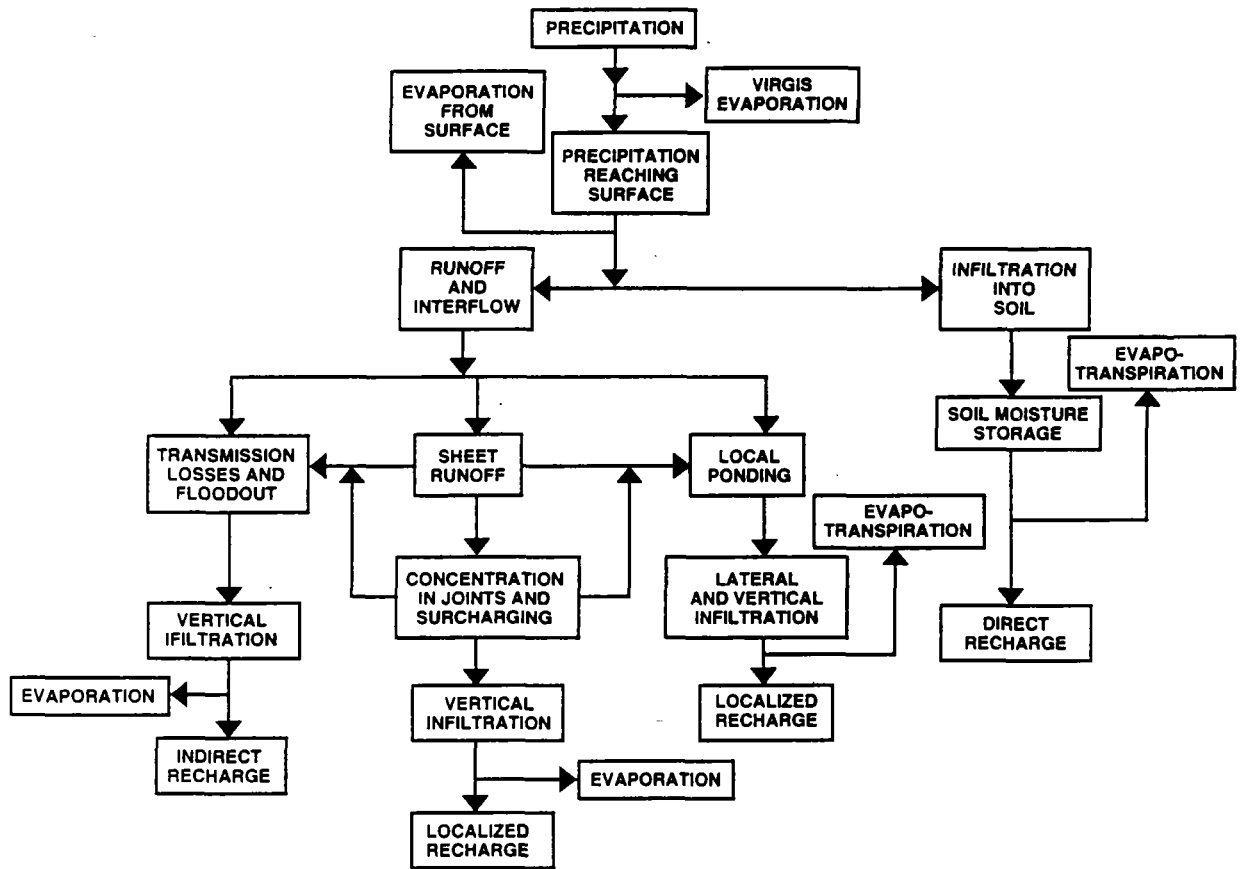 PRECIPITATION
VIRGIS
EVAPORATION
EVAPORATION
FROM
SURFACE
PRECIPITATION
REACHING
SURFACE
RUNOFF
AND
INTERFLOW
INFILTRATION
INTO
SOIL
EVAPO-
TRANSPIRATION
SOIL MOISTURE
STORAGE
TRANSMISSION
LOSSES AND
FLOODOUT
SHEET
RUNOFF
LOCAL
PONDING
EVAPO-
TRANSPIRATION
CONCENTRATION
IN JOINTS AND
SURCHARGING
LATERAL
AND VERTICAL
INFILTRATION
VERTICAL
IFILTRATION
DIRECT
RECHARGE
EVAPORATION
VERTICAL
INFILTRATION
LOCALIZED
RECHARGE
INDIRECT
RECHARGE
EVAPORATION
LOCALIZED
RECHARGE